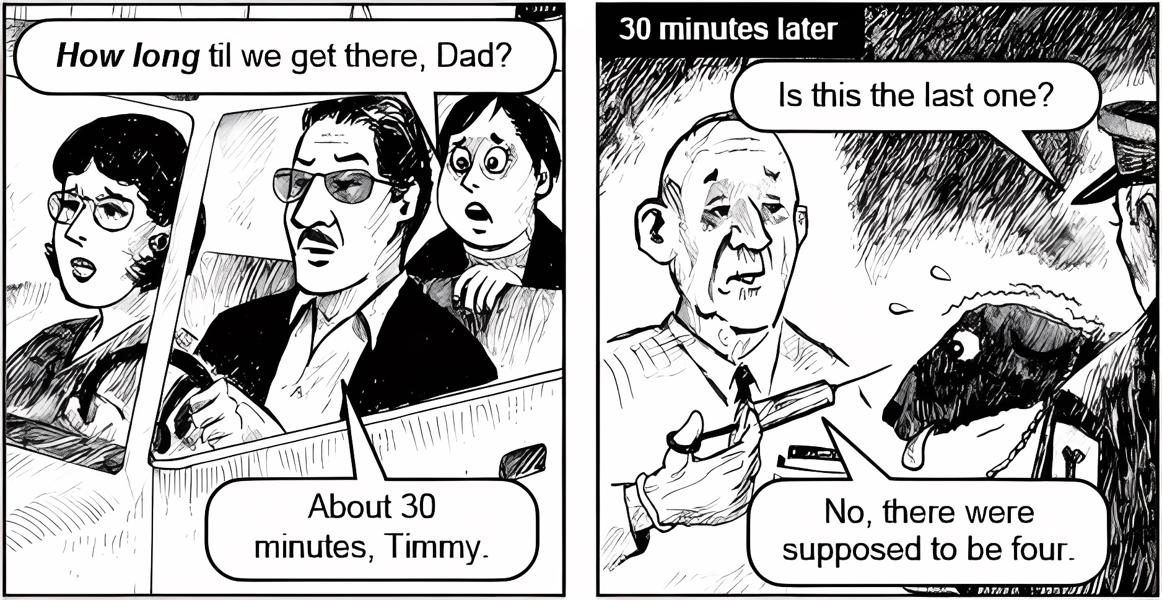 How long til we get there, Dad?
About 30
minutes, Timmy.
30 minutes later
Is this the last one?
No, there were
supposed to be four.